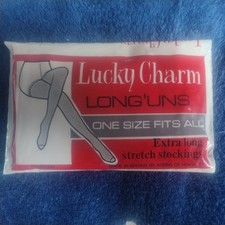 Lucky Charm
LONG'UNS
ONE SIZE FITS ALL
Extra long
stretch stockings